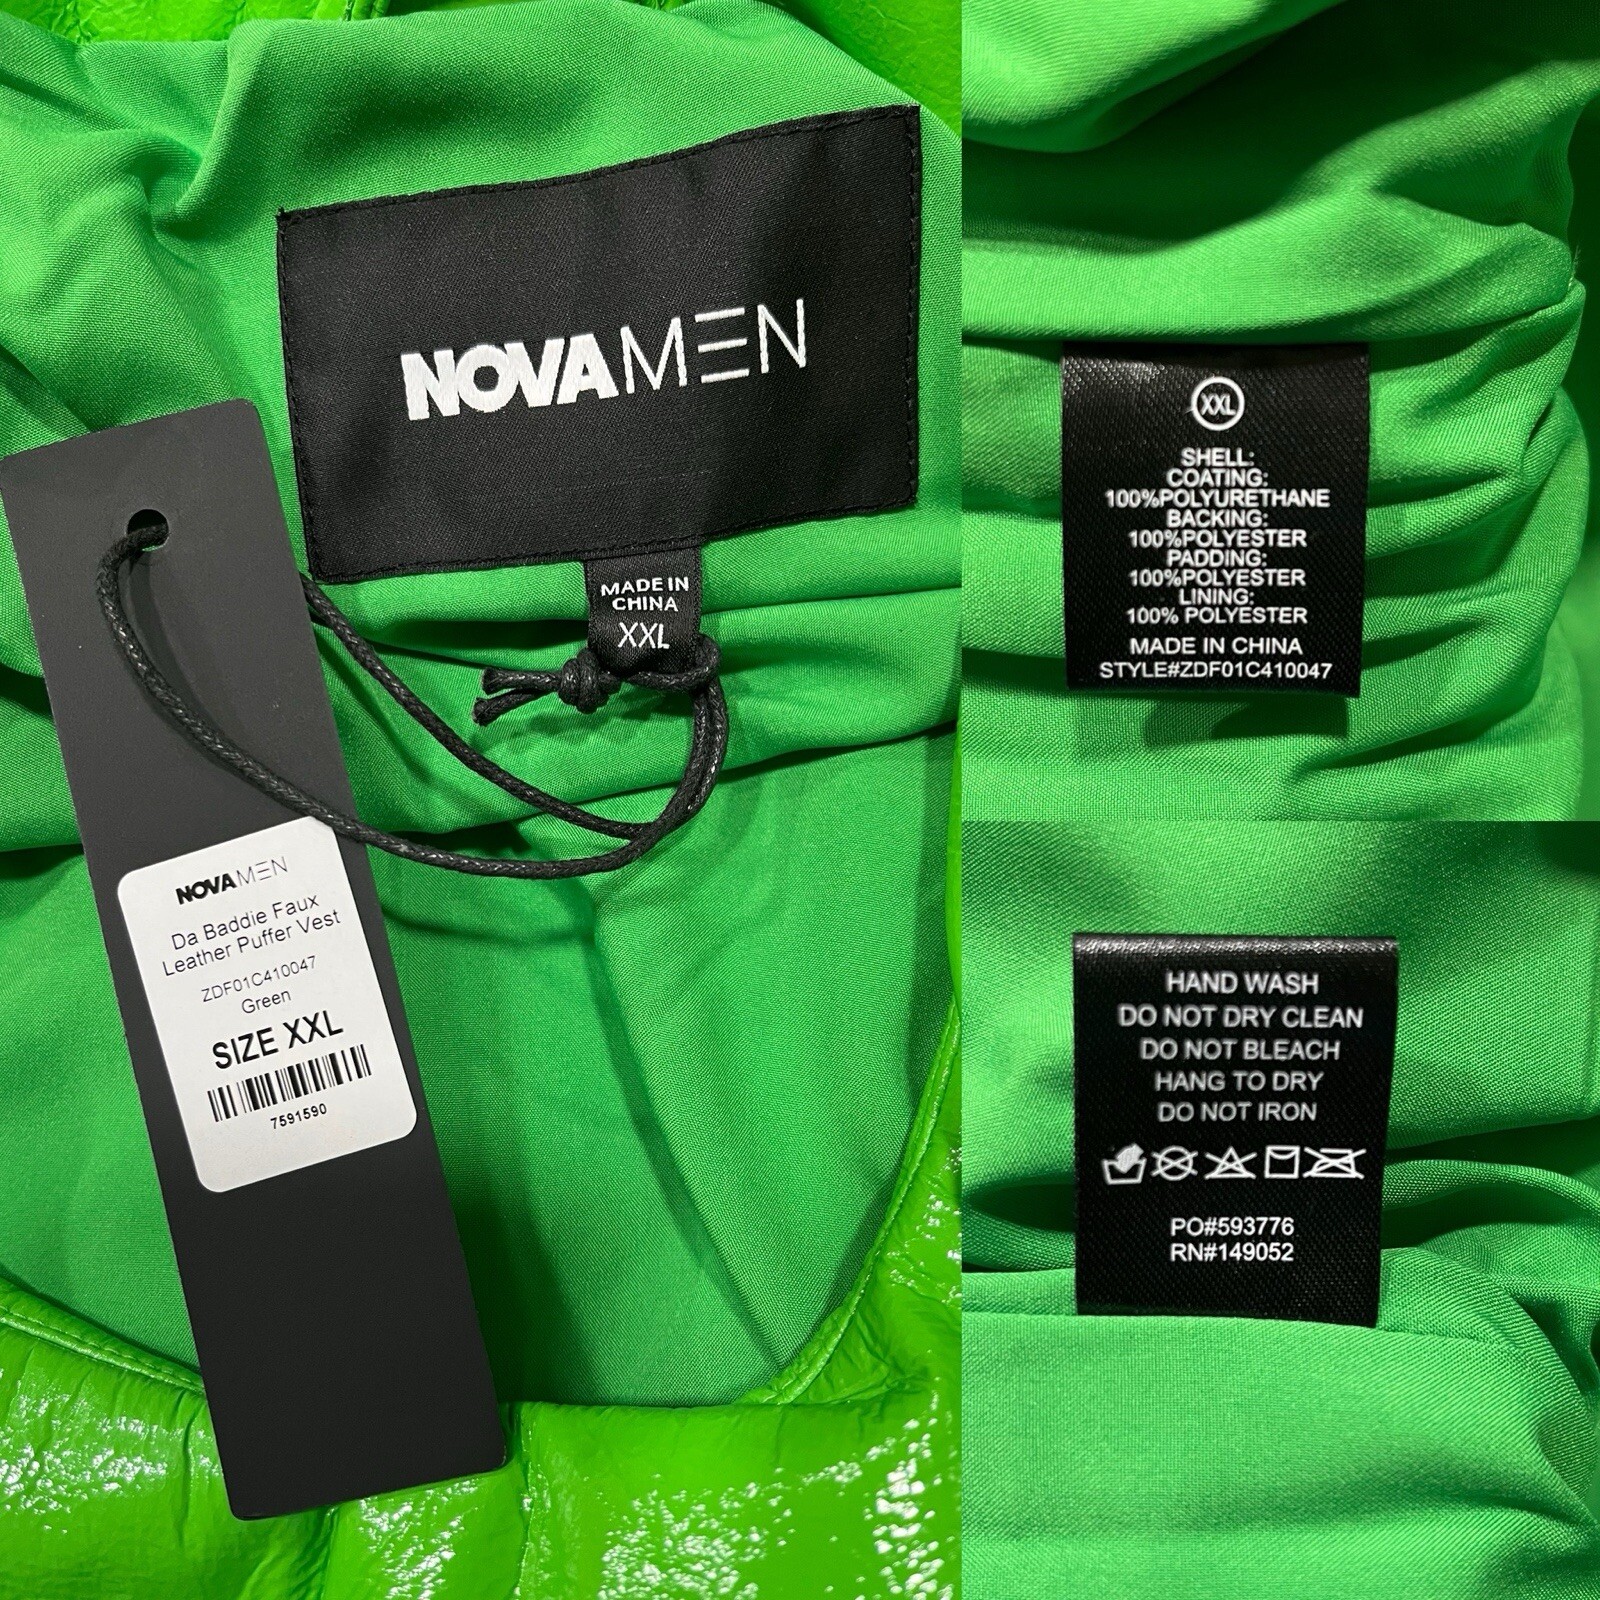 NOVAMEN
MADE IN
CHINA
XXL
NOVAMEN
Da Baddie Faux
Leather Puffer Vest
ZDF01C410047
Green
SIZE XXL
7591590
XXL
SHELL:
COATING:
100%POLYURETHANE
BACKING:
100%POLYESTER
PADDING:
100%POLYESTER
LINING:
100% POLYESTER
MADE IN CHINA
STYLE#ZDF01C410047
HAND WASH
DO NOT DRY CLEAN
DO NOT BLEACH
HANG TO DRY
DO NOT IRON
PO#593776
RN#149052